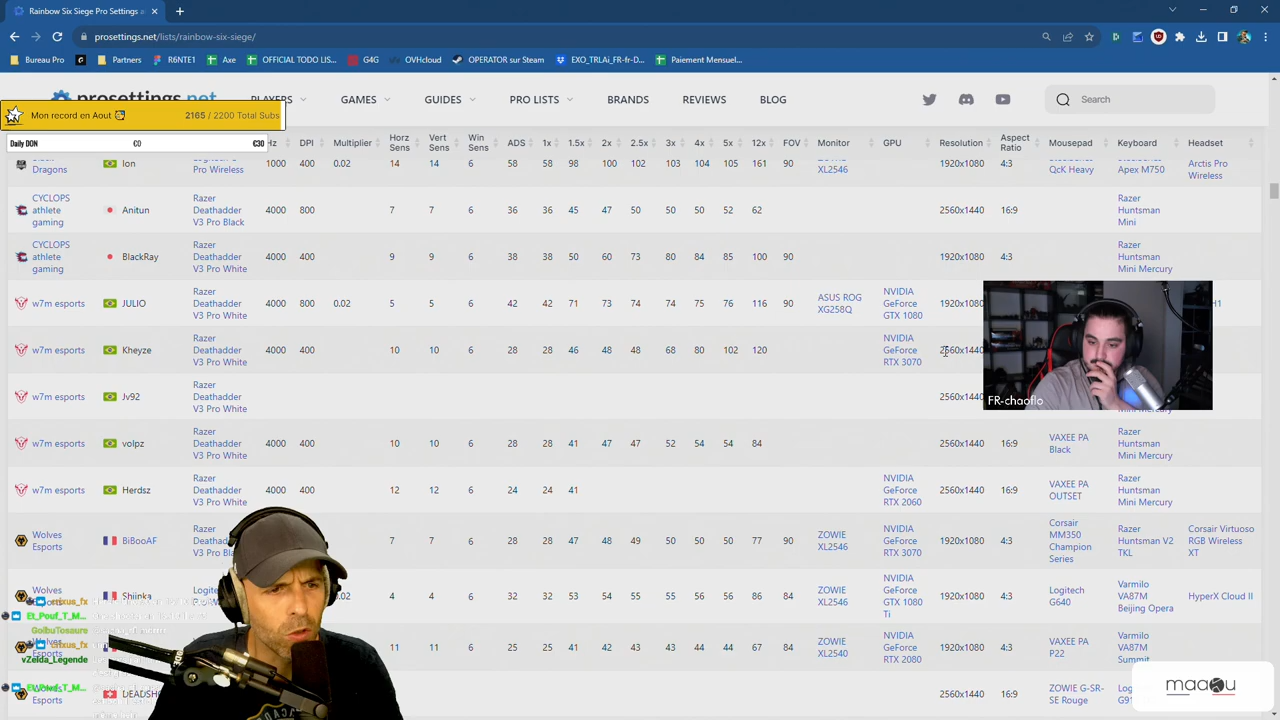 Rainbow Six Siege Pro Settings a
prosettings.net/lists/rainbow-six-siege/
Bureau Pro Partners R6NTE1 Axe OFFICIAL TODO LIS... G4G OVHcloud OPERATOR sur Steam EXO_TRLAi_FR-fr-D... Paiement Mensuel...
prosettings.net PLAYERS GAMES GUIDES PRO LISTS BRANDS REVIEWS BLOG Search
Mon record en Aout 2165 / 2200 Total Subs
Daily DON €0 €30
Hz DPI Multiplier Horz Sens Vert Sens Win Sens ADS 1x 1.5x 2x 2.5x 3x 4x 5x 12x FOV Monitor GPU Resolution Aspect Ratio Mousepad Keyboard Headset
Dragons Ion Pro Wireless 1000 400 0.02 14 14 6 58 58 98 100 102 103 104 105 161 90 XL2546 1920x1080 4:3 QcK Heavy Apex M750 Arctis Pro Wireless
CYCLOPS athlete gaming Anitun Razer Deathadder V3 Pro Black 4000 800 7 7 6 36 36 45 47 50 50 50 52 62 2560x1440 16:9 Razer Huntsman Mini
CYCLOPS athlete gaming BlackRay Razer Deathadder V3 Pro White 4000 400 9 9 6 38 38 50 60 73 80 84 85 100 90 1920x1080 4:3 Razer Huntsman Mini Mercury
w7m esports JULIO Razer Deathadder V3 Pro White 4000 800 0.02 5 5 6 42 42 71 73 74 74 75 76 116 90 ASUS ROG XG258Q NVIDIA GeForce GTX 1080 1920x1080 H1
w7m esports Kheyze Razer Deathadder V3 Pro White 4000 400 10 10 6 28 28 46 48 48 68 80 102 120 NVIDIA GeForce RTX 3070 2560x1440
w7m esports Jv92 Razer Deathadder V3 Pro White 2560x1440 Mini Mercury
FR-chaoflo
w7m esports volpz Razer Deathadder V3 Pro White 4000 400 10 10 6 28 28 41 47 47 52 54 54 84 2560x1440 16:9 VAXEE PA Black Razer Huntsman Mini Mercury
w7m esports Herdsz Razer Deathadder V3 Pro White 4000 400 12 12 6 24 24 41 NVIDIA GeForce RTX 2060 2560x1440 16:9 VAXEE PA OUTSET Razer Huntsman Mini Mercury
Wolves Esports BiBooAF Razer Deathadder V3 Pro 7 7 6 28 28 47 48 49 50 50 50 77 90 ZOWIE XL2546 NVIDIA GeForce RTX 3070 1920x1080 4:3 Corsair MM350 Champion Series Razer Huntsman V2 TKL Corsair Virtuoso RGB Wireless XT
Wolves Shiinka 4 4 6 32 32 53 54 55 84 ZOWIE XL2546 NVIDIA GeForce GTX 1080 Ti 1920x1080 4:3 Logitech G640 Varmilo VA87M Beijing Opera HyperX Cloud II
11 11 6 25 25 41 42 43 43 44 44 67 84 ZOWIE XL2540 NVIDIA GeForce RTX 2080 1920x1080 4:3 VAXEE PA P22 Varmilo VA87M Summit
vZelda_Legende
Esports 2560x1440 16:9 ZOWIE G-SR-SE Rouge